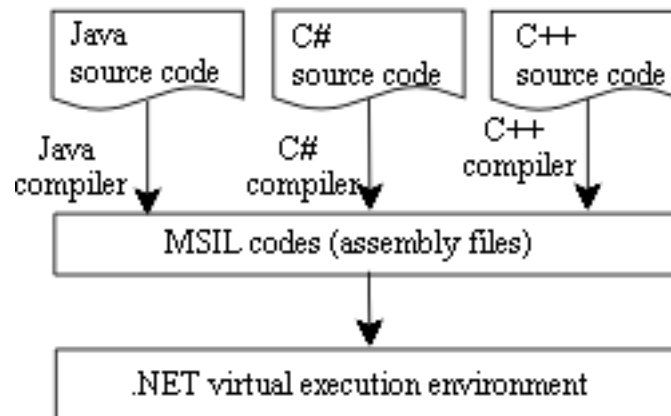 Java
source code
C#
source code
C++
source code
Java
compiler
C#
compiler
C++
compiler
MSIL codes (assembly files)
.NET virtual execution environment